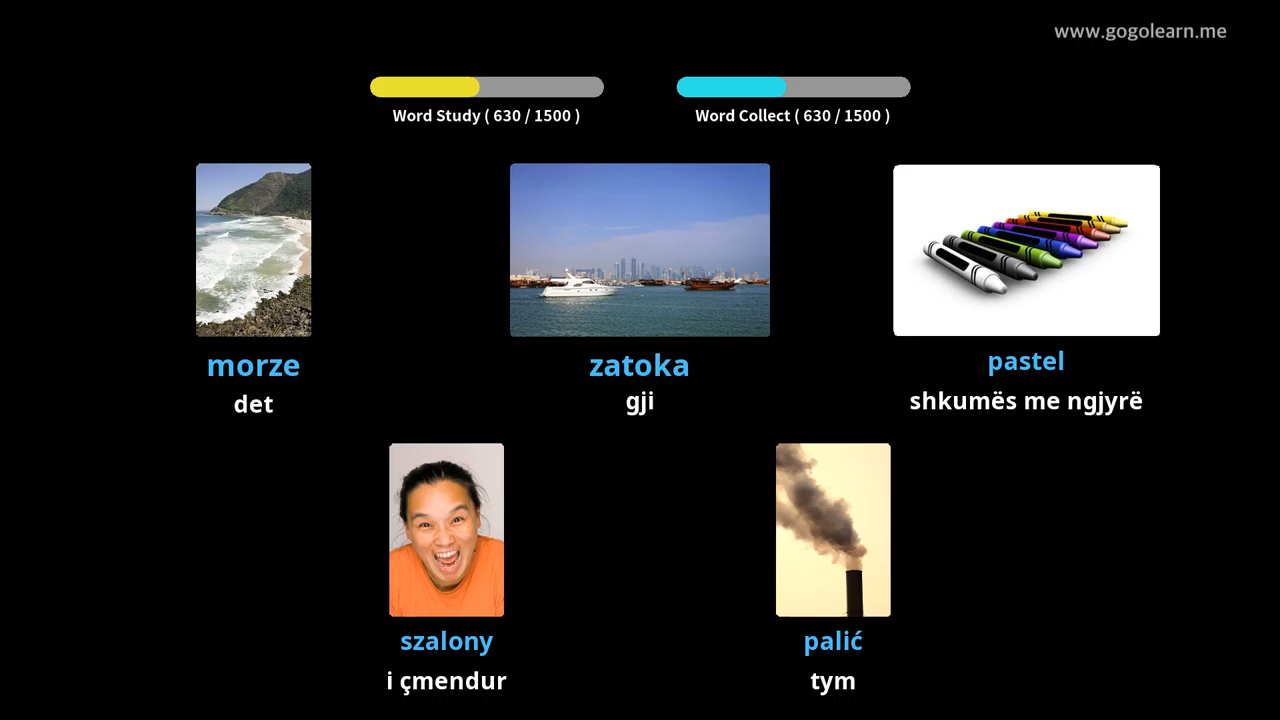 www.gogolearn.me
Word Study ( 630 / 1500 )
Word Collect ( 630 / 1500 )
morze
det
zatoka
gji
pastel
shkumës me ngjyrë
szalony
i çmendur
palić
tym